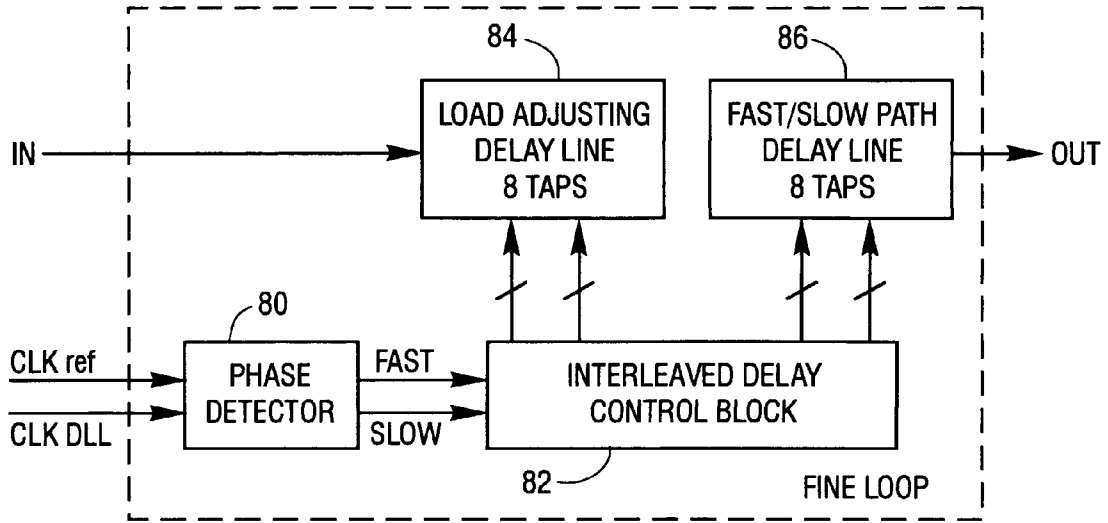 84
86
LOAD ADJUSTING
DELAY LINE
8 TAPS
FAST/SLOW PATH
DELAY LINE
8 TAPS
IN
OUT
80
CLK ref
CLK DLL
PHASE
DETECTOR
FAST
SLOW
INTERLEAVED DELAY
CONTROL BLOCK
82
FINE LOOP